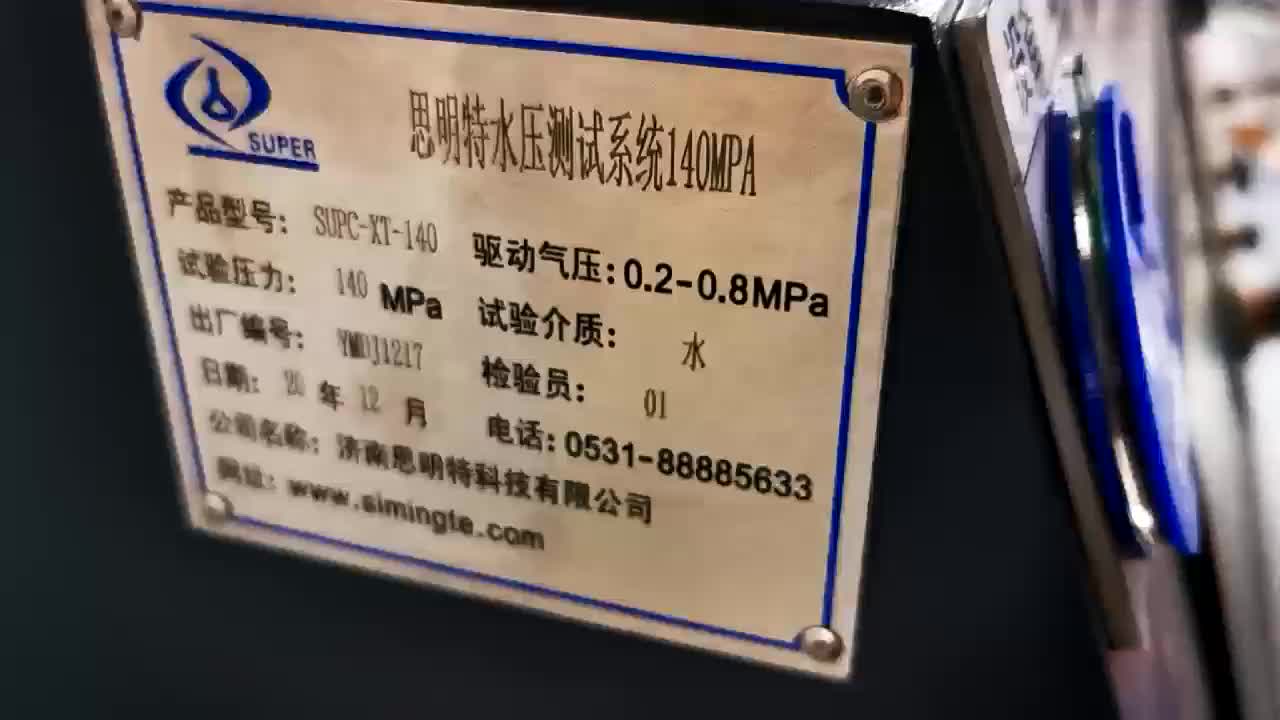 SUPER
思明特水压测试系统140MPA
产品型号: SUPC-XT-140 驱动气压:0.2-0.8MPa
试验压力: 140 MPa 试验介质: 水
出厂编号: YMDJ1217 检验员: 01
日期: 20 年 12 月 电话:0531-88885633
公司名称: 济南思明特科技有限公司
网址: www.simingte.com